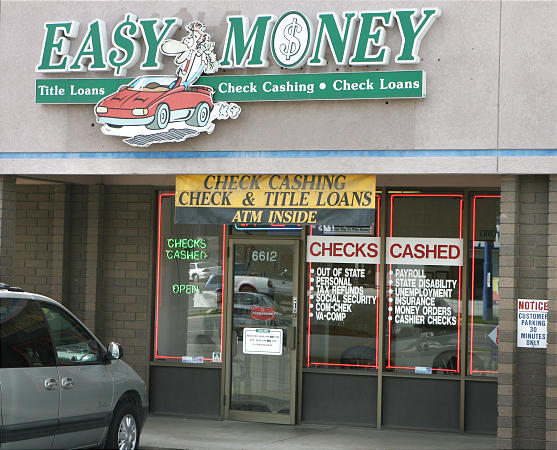 EA$Y MONEY
Title Loans
Check Cashing • Check Loans
CHECK CASHING
CHECK & TITLE LOANS
ATM INSIDE
6612
CHECKS
CASHED
OPEN
CHECKS CASHED
• OUT OF STATE
• PERSONAL
• TAX REFUNDS
• SOCIAL SECURITY
• COM-CHEK
• VA-COMP
• PAYROLL
• STATE DISABILITY
• UNEMPLOYMENT
• INSURANCE
• MONEY ORDERS
• CASHIER CHECKS
NOTICE
CUSTOMER
PARKING
30
MINUTES
ONLY